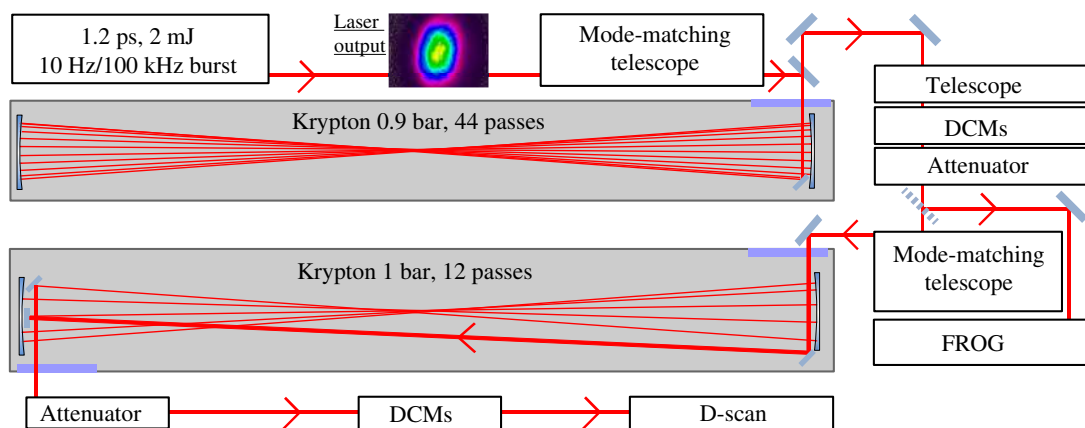 1.2 ps, 2 mJ
10 Hz/100 kHz burst
Laser
output
Mode-matching
telescope
Krypton 0.9 bar, 44 passes
Telescope
DCMs
Attenuator
Mode-matching
telescope
FROG
Krypton 1 bar, 12 passes
Attenuator
DCMs
D-scan